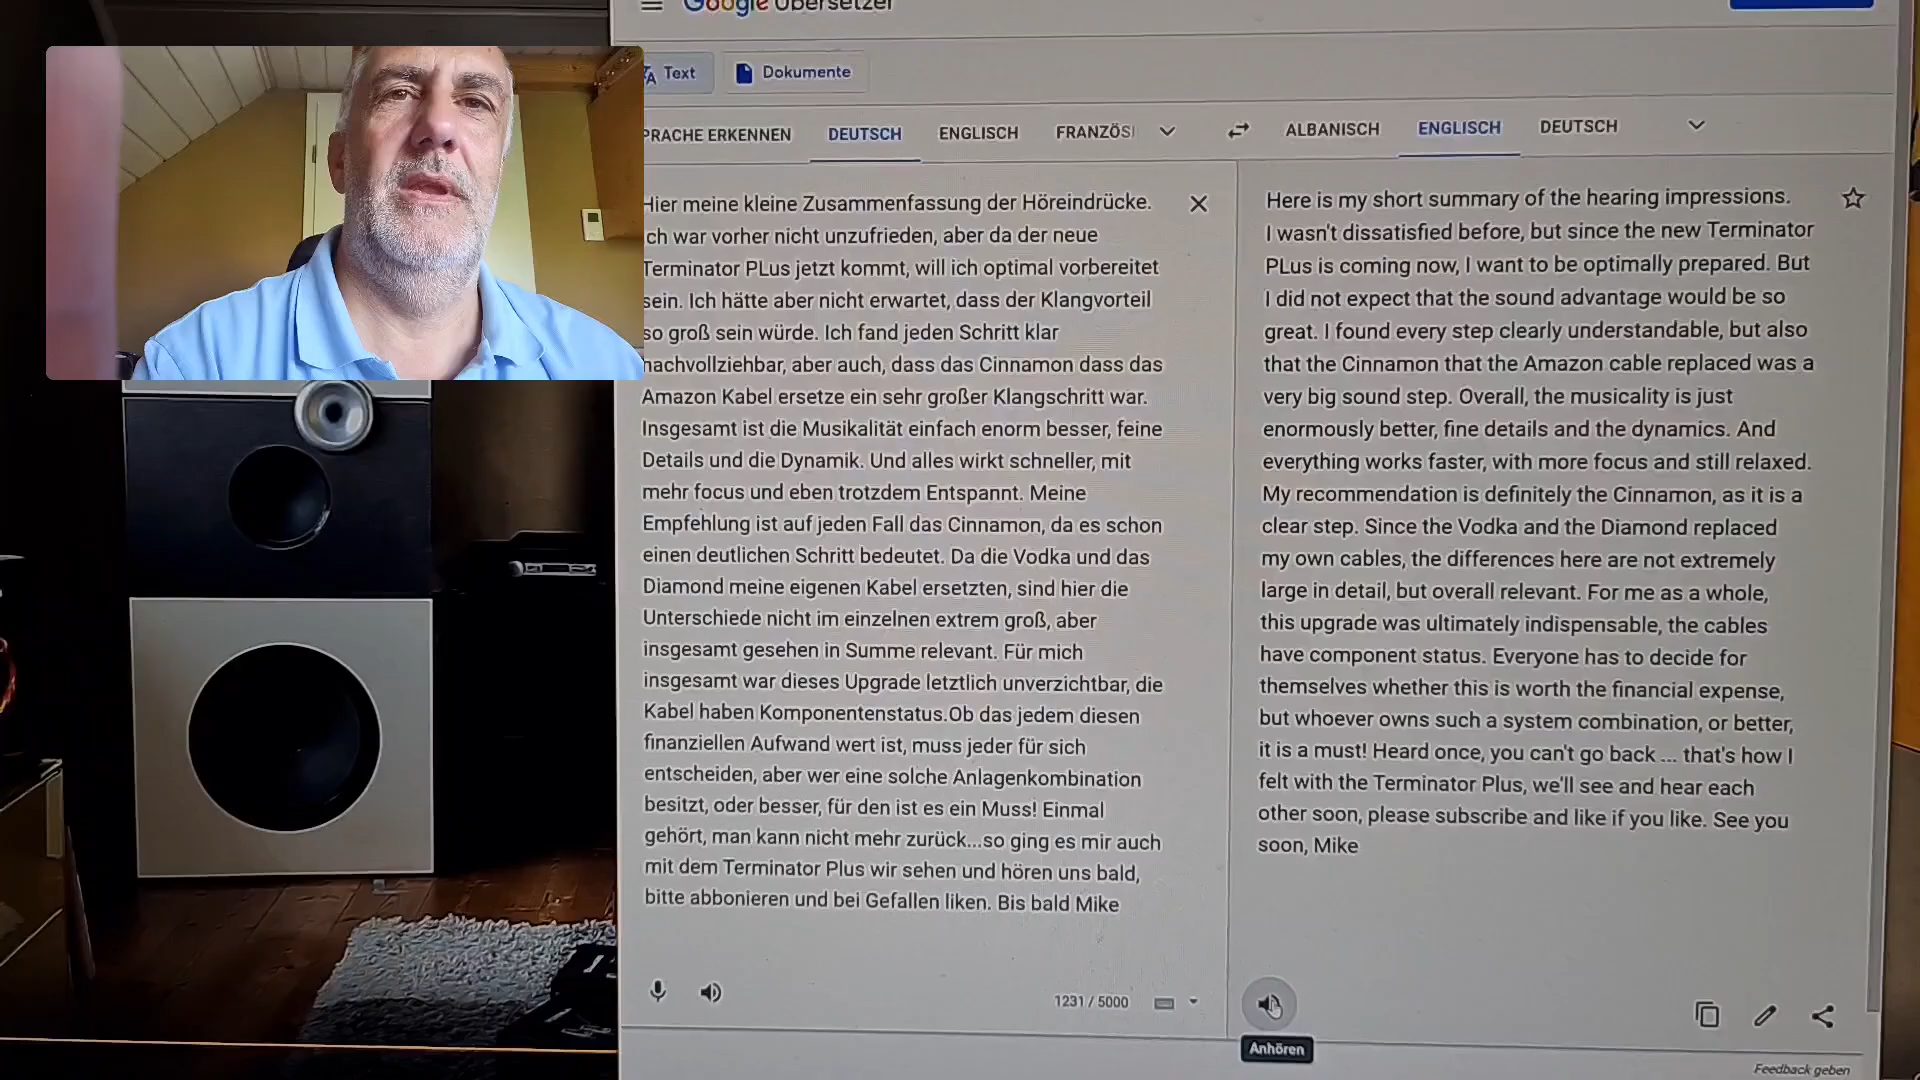 Google Übersetzer
Text
Dokumente
PRACHE ERKENNEN
DEUTSCH
ENGLISCH
FRANZÖSI
ALBANISCH
ENGLISCH
DEUTSCH
Hier meine kleine Zusammenfassung der Höreindrücke.
ch war vorher nicht unzufrieden, aber da der neue
Terminator PLus jetzt kommt, will ich optimal vorbereitet
sein. Ich hätte aber nicht erwartet, dass der Klangvorteil
so groß sein würde. Ich fand jeden Schritt klar
nachvollziehbar, aber auch, dass das Cinnamon dass das
Amazon Kabel ersetze ein sehr großer Klangschritt war.
Insgesamt ist die Musikalität einfach enorm besser, feine
Details und die Dynamik. Und alles wirkt schneller, mit
mehr focus und eben trotzdem Entspannt. Meine
Empfehlung ist auf jeden Fall das Cinnamon, da es schon
einen deutlichen Schritt bedeutet. Da die Vodka und das
Diamond meine eigenen Kabel ersetzten, sind hier die
Unterschiede nicht im einzelnen extrem groß, aber
insgesamt gesehen in Summe relevant. Für mich
insgesamt war dieses Upgrade letztlich unverzichtbar, die
Kabel haben Komponentenstatus.Ob das jedem diesen
finanziellen Aufwand wert ist, muss jeder für sich
entscheiden, aber wer eine solche Anlagenkombination
besitzt, oder besser, für den ist es ein Muss! Einmal
gehört, man kann nicht mehr zurück...so ging es mir auch
mit dem Terminator Plus wir sehen und hören uns bald,
bitte abbonieren und bei Gefallen liken. Bis bald Mike
1231 / 5000
Here is my short summary of the hearing impressions.
I wasn't dissatisfied before, but since the new Terminator
PLus is coming now, I want to be optimally prepared. But
I did not expect that the sound advantage would be so
great. I found every step clearly understandable, but also
that the Cinnamon that the Amazon cable replaced was a
very big sound step. Overall, the musicality is just
enormously better, fine details and the dynamics. And
everything works faster, with more focus and still relaxed.
My recommendation is definitely the Cinnamon, as it is a
clear step. Since the Vodka and the Diamond replaced
my own cables, the differences here are not extremely
large in detail, but overall relevant. For me as a whole,
this upgrade was ultimately indispensable, the cables
have component status. Everyone has to decide for
themselves whether this is worth the financial expense,
but whoever owns such a system combination, or better,
it is a must! Heard once, you can't go back ... that's how I
felt with the Terminator Plus, we'll see and hear each
other soon, please subscribe and like if you like. See you
soon, Mike
Anhören
Feedback geben